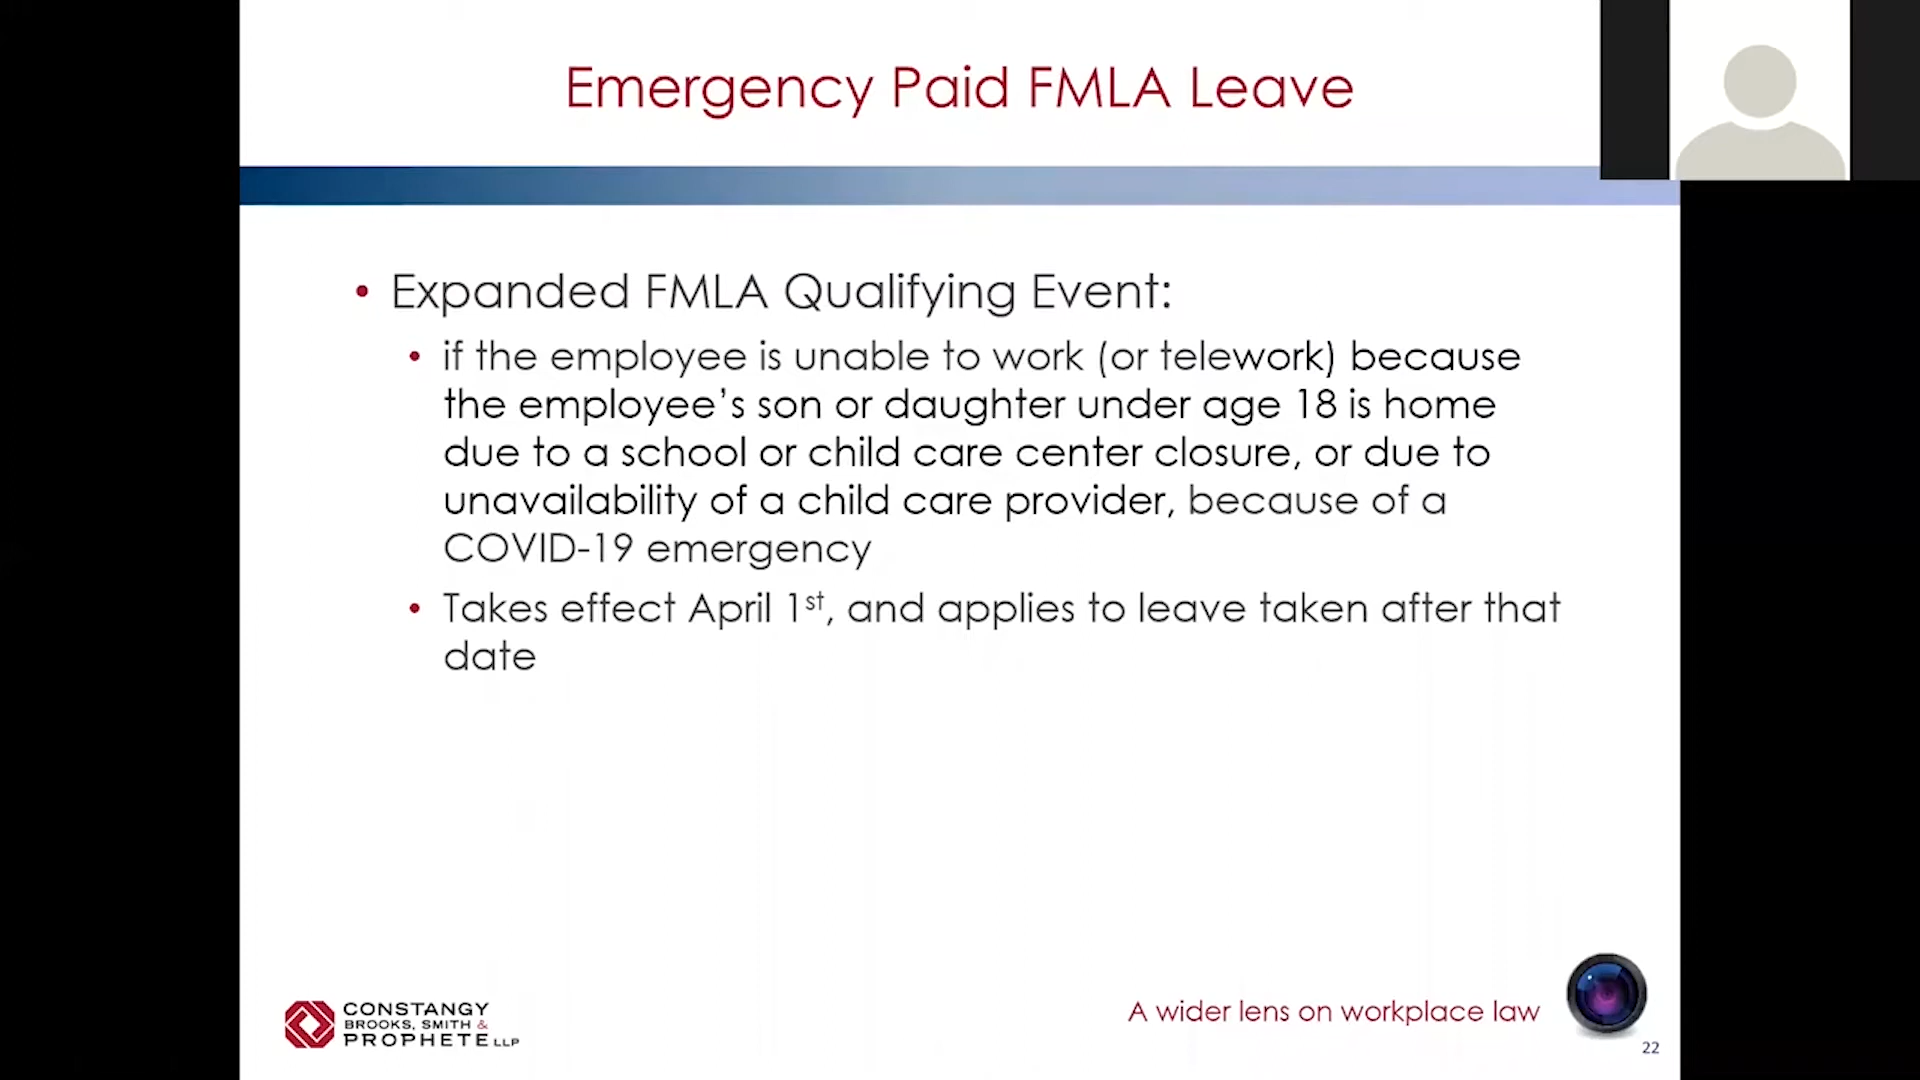 Emergency Paid FMLA Leave
• Expanded FMLA Qualifying Event:
• if the employee is unable to work (or telework) because
the employee’s son or daughter under age 18 is home
due to a school or child care center closure, or due to
unavailability of a child care provider, because of a
COVID-19 emergency
• Takes effect April 1st, and applies to leave taken after that
date
CONSTANGY
BROOKS, SMITH &
PROPHETE LLP
A wider lens on workplace law
22